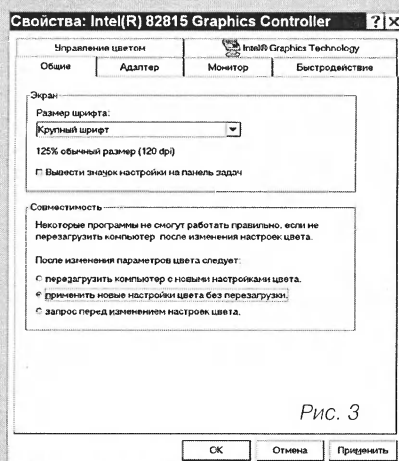 Свойства: Intel(R) 82815 Graphics Controller
Управление цветом
Intel® Graphics Technology
Общие
Адаптер
Монитор
Быстродействие
Экран
Размер шрифта:
Крупный шрифт
125% обычный размер (120 dpi)
Вывести значок настройки на панель задач
Совместимость
Некоторые программы не смогут работать правильно, если не
перезагрузить компьютер после изменения настроек цвета.
После изменения параметров цвета следует:
перезагрузить компьютер с новыми настройками цвета.
применить новые настройки цвета без перезагрузки.
запрос перед изменением настроек цвета.
Рис. 3
ОК
Отмена
Применить